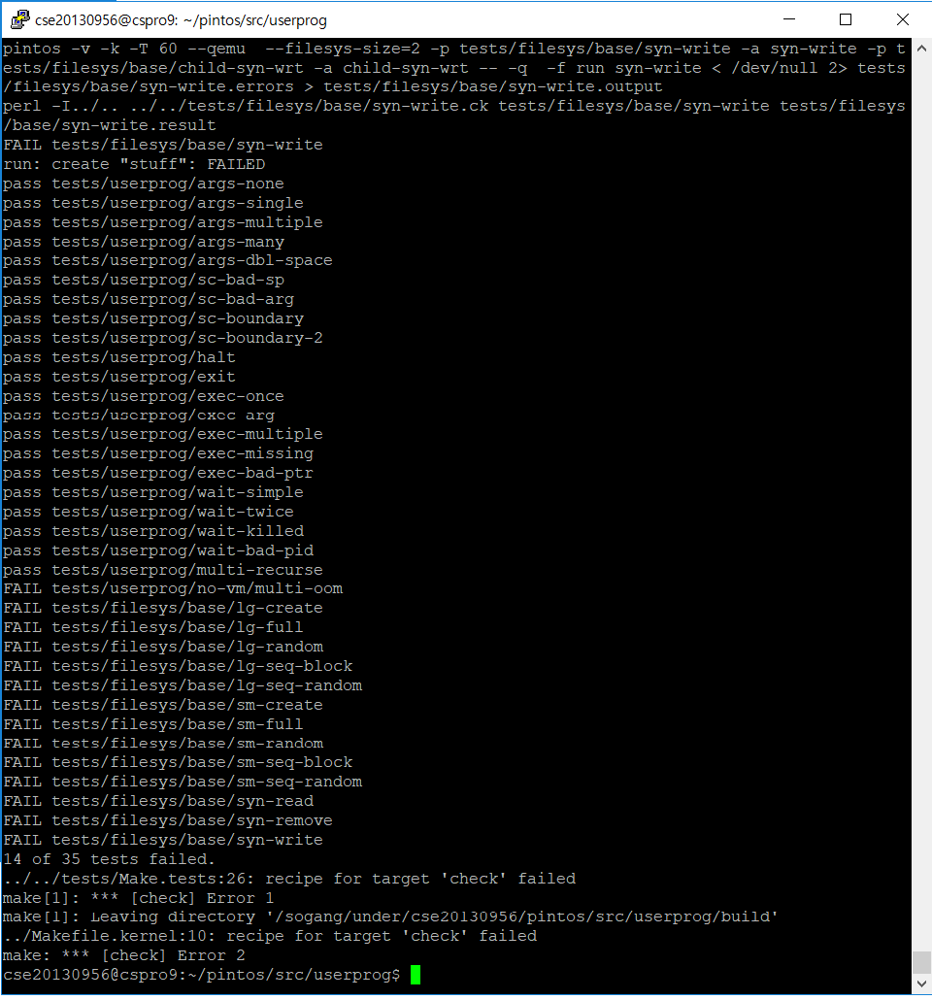 cse20130956@cspro9: ~/pintos/src/userprog
pintos -v -k -T 60 --qemu  --filesys-size=2 -p tests/filesys/base/syn-write -a syn-write -p t
ests/filesys/base/child-syn-wrt -a child-syn-wrt -- -q  -f run syn-write < /dev/null 2> tests
/filesys/base/syn-write.errors > tests/filesys/base/syn-write.output
perl -I../.. ../../tests/filesys/base/syn-write.ck tests/filesys/base/syn-write tests/filesys
/base/syn-write.result
FAIL tests/filesys/base/syn-write
run: create "stuff": FAILED
pass tests/userprog/args-none
pass tests/userprog/args-single
pass tests/userprog/args-multiple
pass tests/userprog/args-many
pass tests/userprog/args-dbl-space
pass tests/userprog/sc-bad-sp
pass tests/userprog/sc-bad-arg
pass tests/userprog/sc-boundary
pass tests/userprog/sc-boundary-2
pass tests/userprog/halt
pass tests/userprog/exit
pass tests/userprog/exec-once
pass tests/userprog/exec-arg
pass tests/userprog/exec-multiple
pass tests/userprog/exec-missing
pass tests/userprog/exec-bad-ptr
pass tests/userprog/wait-simple
pass tests/userprog/wait-twice
pass tests/userprog/wait-killed
pass tests/userprog/wait-bad-pid
pass tests/userprog/multi-recurse
FAIL tests/userprog/no-vm/multi-oom
FAIL tests/filesys/base/lg-create
FAIL tests/filesys/base/lg-full
FAIL tests/filesys/base/lg-random
FAIL tests/filesys/base/lg-seq-block
FAIL tests/filesys/base/lg-seq-random
FAIL tests/filesys/base/sm-create
FAIL tests/filesys/base/sm-full
FAIL tests/filesys/base/sm-random
FAIL tests/filesys/base/sm-seq-block
FAIL tests/filesys/base/sm-seq-random
FAIL tests/filesys/base/syn-read
FAIL tests/filesys/base/syn-remove
FAIL tests/filesys/base/syn-write
14 of 35 tests failed.
../../tests/Make.tests:26: recipe for target 'check' failed
make[1]: *** [check] Error 1
make[1]: Leaving directory '/sogang/under/cse20130956/pintos/src/userprog/build'
../Makefile.kernel:10: recipe for target 'check' failed
make: *** [check] Error 2
cse20130956@cspro9:~/pintos/src/userprog$